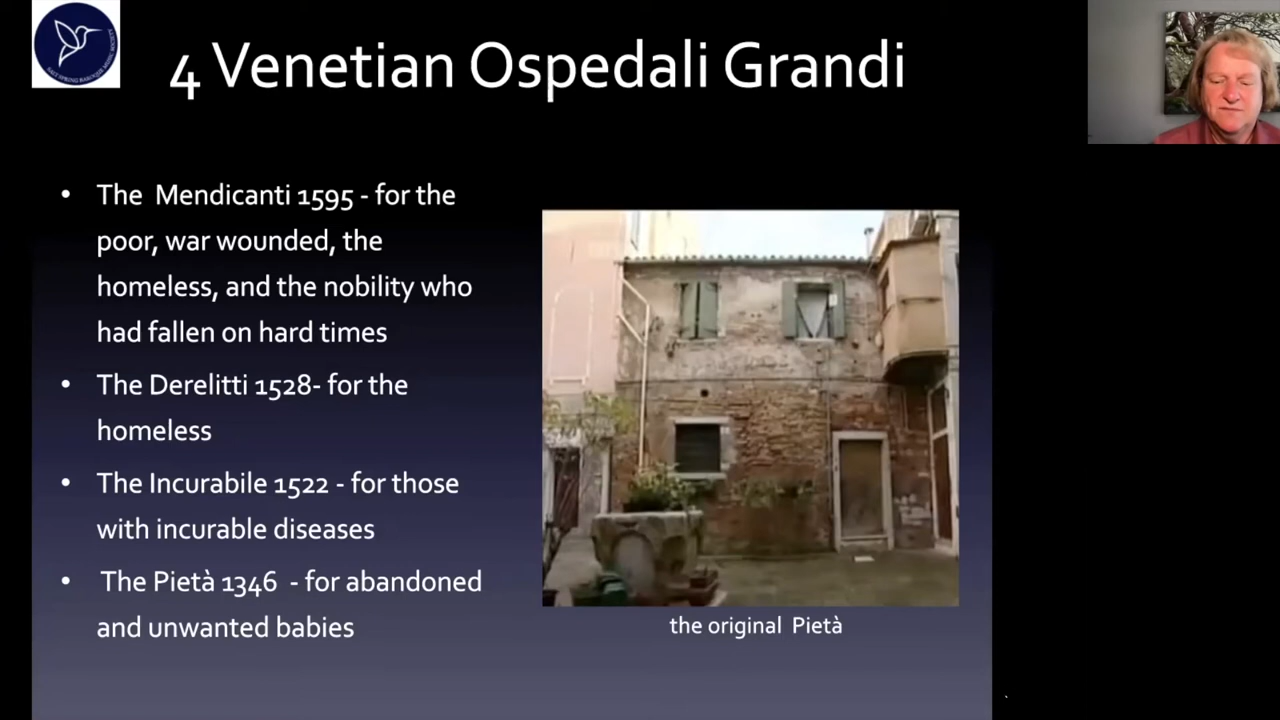 4 Venetian Ospedali Grandi
• The Mendicanti 1595 - for the
poor, war wounded, the
homeless, and the nobility who
had fallen on hard times
• The Derelitti 1528- for the
homeless
• The Incurabile 1522 - for those
with incurable diseases
• The Pietà 1346 - for abandoned
and unwanted babies
the original Pietà